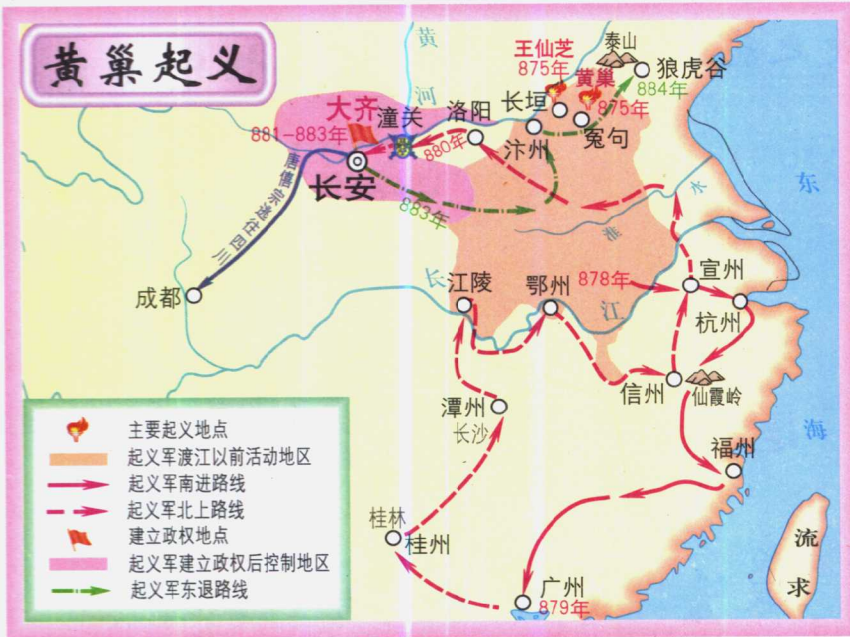 黄巢起义
黄
河
泰山
王仙芝
875年
狼虎谷
884年
黄巢
875年
大齐
881-883年
潼关
洛阳
长垣
880年
汴州
冤句
长安
883年
唐僖宗逃往四川
淮
水
东
海
成都
长
江
江陵
鄂州
878年
宣州
杭州
信州
仙霞岭
潭州
长沙
福州
桂林
桂州
广州
879年
流
求
主要起义地点
起义军渡江以前活动地区
起义军南进路线
起义军北上路线
建立政权地点
起义军建立政权后控制地区
起义军东退路线